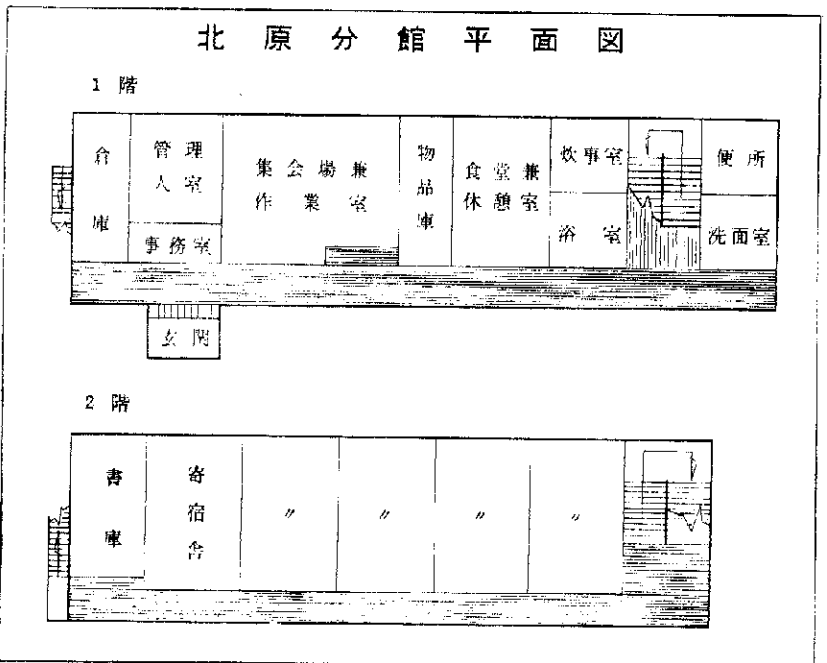 北原分館平面図
1階
倉庫
管理人室
事務室
集会場兼作業室
物品庫
食堂兼休憩室
炊事室
浴室
便所
洗面室
玄関
2階
書庫
寄宿舎
〃
〃
〃
〃